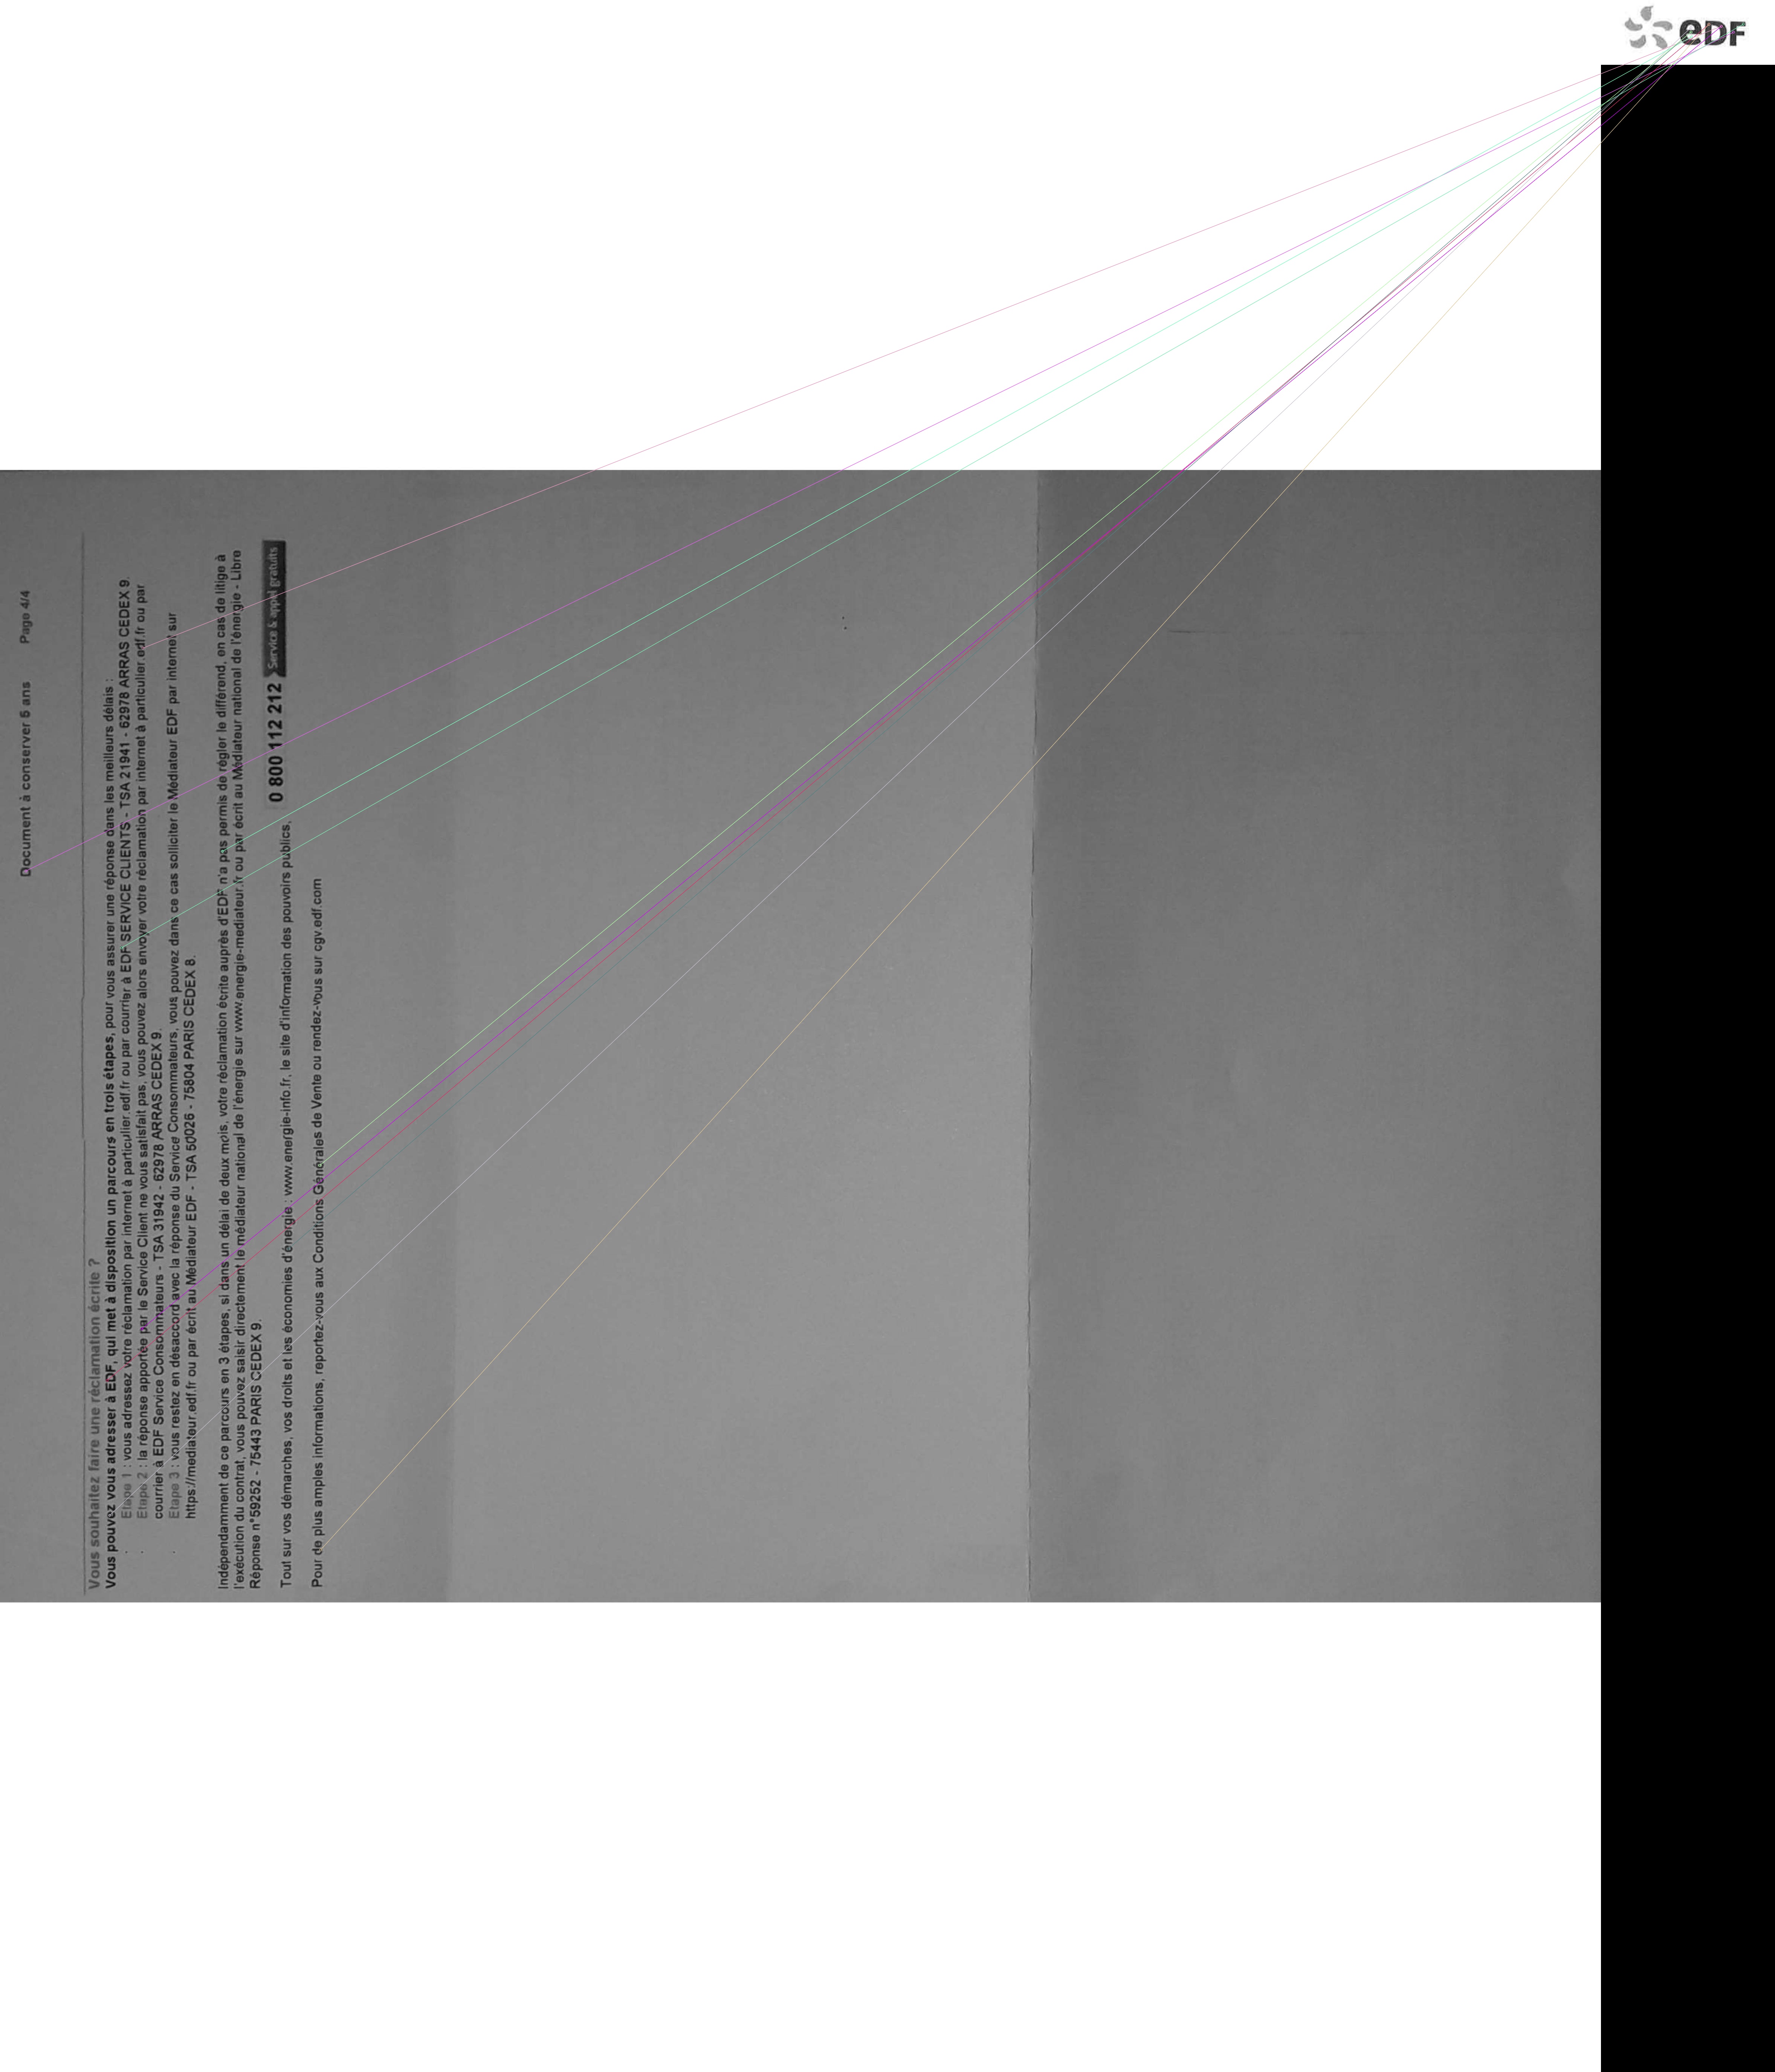 eDF
Document à conserver 5 ans Page 4/4
Vous souhaitez faire une réclamation écrite ?
Vous pouvez vous adresser à EDF, qui met à disposition un parcours en trois étapes, pour vous assurer une réponse dans les meilleurs délais :
. Etape 1 : vous adressez votre réclamation par internet à particulier.edf.fr ou par courrier à EDF SERVICE CLIENTS - TSA 21941 - 62978 ARRAS CEDEX 9.
. Etape 2 : la réponse apportée par le Service Client ne vous satisfait pas, vous pouvez alors envoyer votre réclamation par internet à particulier.edf.fr ou par
courrier à EDF Service Consommateurs - TSA 31942 - 62978 ARRAS CEDEX 9.
. Etape 3 : vous restez en désaccord avec la réponse du Service Consommateurs, vous pouvez dans ce cas solliciter le Médiateur EDF par internet sur
https://mediateur.edf.fr ou par écrit au Médiateur EDF - TSA 50026 - 75804 PARIS CEDEX 8.
Indépendamment de ce parcours en 3 étapes, si dans un délai de deux mois, votre réclamation écrite auprès d'EDF n'a pas permis de régler le différend, en cas de litige à
l'exécution du contrat, vous pouvez saisir directement le médiateur national de l'énergie sur www.energie-mediateur.fr ou par écrit au Médiateur national de l'énergie - Libre
Réponse n°59252 - 75443 PARIS CEDEX 9.
Tout sur vos démarches, vos droits et les économies d'énergie : www.energie-info.fr, le site d'information des pouvoirs publics, 0 800 112 212 Service & appel gratuits
Pour de plus amples informations, reportez-vous aux Conditions Générales de Vente ou rendez-vous sur cgv.edf.com